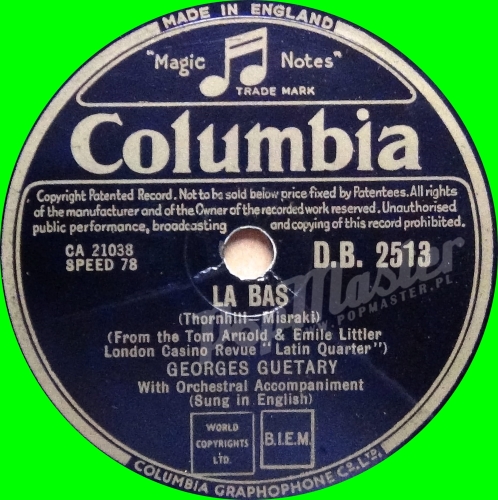 MADE IN ENGLAND
"Magic Notes"
TRADE MARK
Columbia
Copyright Patented Record. Not to be sold below price fixed by Patentees. All rights
of the manufacturer and of the Owner of the recorded work reserved. Unauthorised
public performance, broadcasting and copying of this record prohibited.
CA 21038
SPEED 78
D.B. 2513
LA BAS
(Thornhill—Misraki)
(From the Tom Arnold & Emile Littler
London Casino Revue "Latin Quarter")
GEORGES GUETARY
With Orchestral Accompaniment
(Sung in English)
WORLD
COPYRIGHTS
LTD.
B.I.E.M.
COLUMBIA GRAPHOPHONE CO. LTD.
PopMaster
WWW.POPMASTER.PL